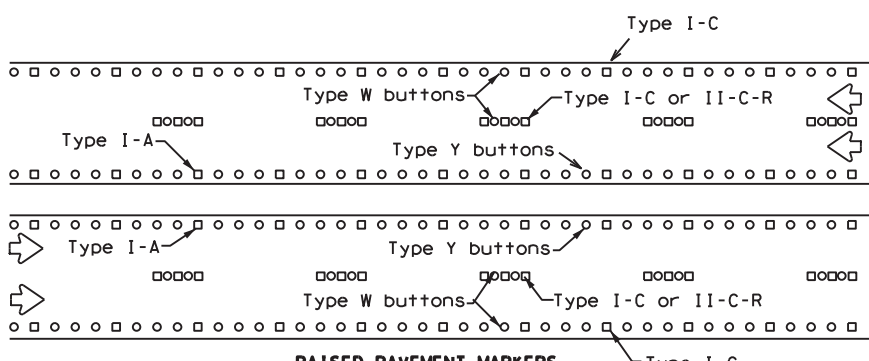 Type I-C
Type W buttons
Type I-C or II-C-R
Type I-A
Type Y buttons
Type I-A
Type Y buttons
Type W buttons
Type I-C or II-C-R
RAISED PAVEMENT MARKERS
Type I-C